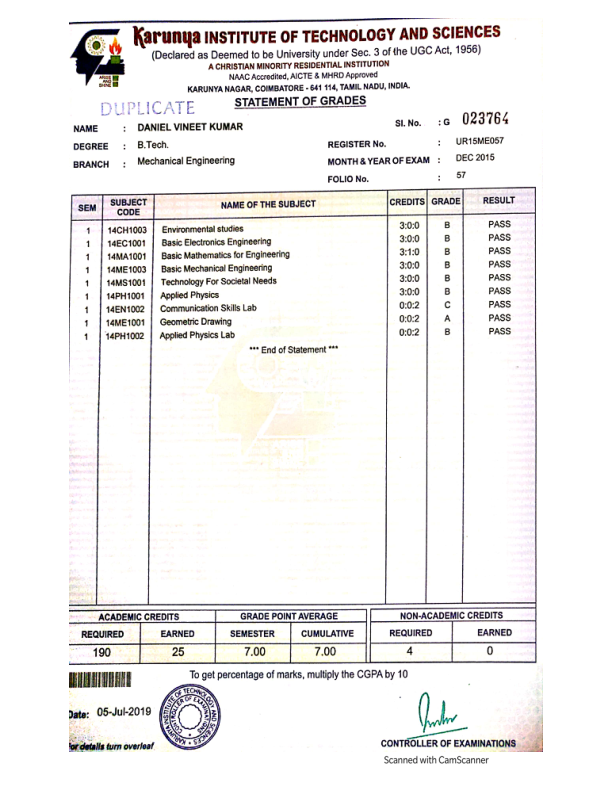 Karunya INSTITUTE OF TECHNOLOGY AND SCIENCES
(Declared as Deemed to be University under Sec. 3 of the UGC Act, 1956)
A CHRISTIAN MINORITY RESIDENTIAL INSTITUTION
NAAC Accredited, AICTE & MHRD Approved
KARUNYA NAGAR, COIMBATORE - 641 114, TAMIL NADU, INDIA.
ARISE AND SHINE
STATEMENT OF GRADES
DUPLICATE
SI. No. : G 023764
NAME : DANIEL VINEET KUMAR
DEGREE : B.Tech. REGISTER No. : UR15ME057
BRANCH : Mechanical Engineering MONTH & YEAR OF EXAM : DEC 2015
FOLIO No. : 57
SEM SUBJECT CODE NAME OF THE SUBJECT CREDITS GRADE RESULT
1 14CH1003 Environmental studies 3:0:0 B PASS
1 14EC1001 Basic Electronics Engineering 3:0:0 B PASS
1 14MA1001 Basic Mathematics for Engineering 3:1:0 B PASS
1 14ME1003 Basic Mechanical Engineering 3:0:0 B PASS
1 14MS1001 Technology For Societal Needs 3:0:0 B PASS
1 14PH1001 Applied Physics 3:0:0 B PASS
1 14EN1002 Communication Skills Lab 0:0:2 C PASS
1 14ME1001 Geometric Drawing 0:0:2 A PASS
1 14PH1002 Applied Physics Lab 0:0:2 B PASS
*** End of Statement ***
ACADEMIC CREDITS GRADE POINT AVERAGE NON-ACADEMIC CREDITS
REQUIRED EARNED SEMESTER CUMULATIVE REQUIRED EARNED
190 25 7.00 7.00 4 0
To get percentage of marks, multiply the CGPA by 10
Date: 05-Jul-2019
KARUNYA INSTITUTE OF TECHNOLOGY AND SCIENCES
CONTROLLER OF EXAMINATIONS
For details turn overleaf
CONTROLLER OF EXAMINATIONS
Scanned with CamScanner